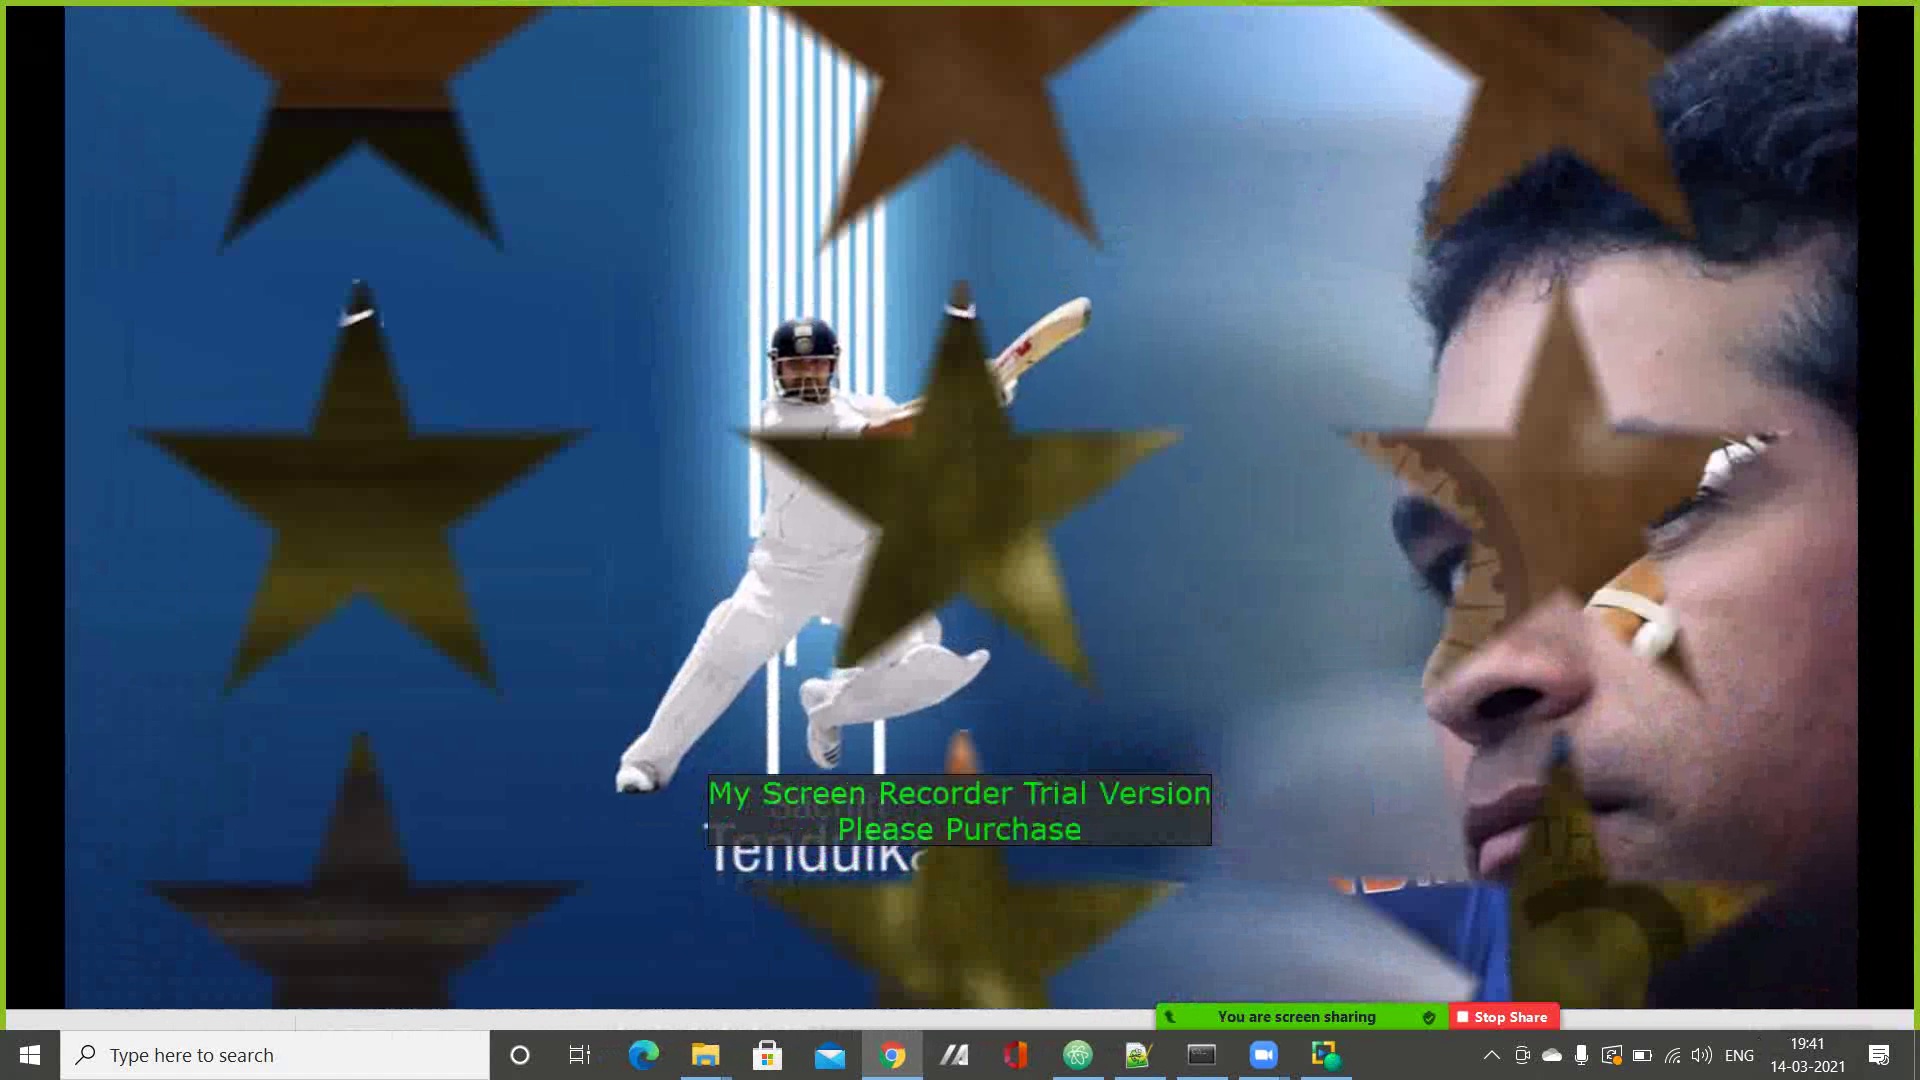 My Screen Recorder Trial Version
Please Purchase
You are screen sharing
Stop Share
Type here to search
ENG
19:41
14-03-2021